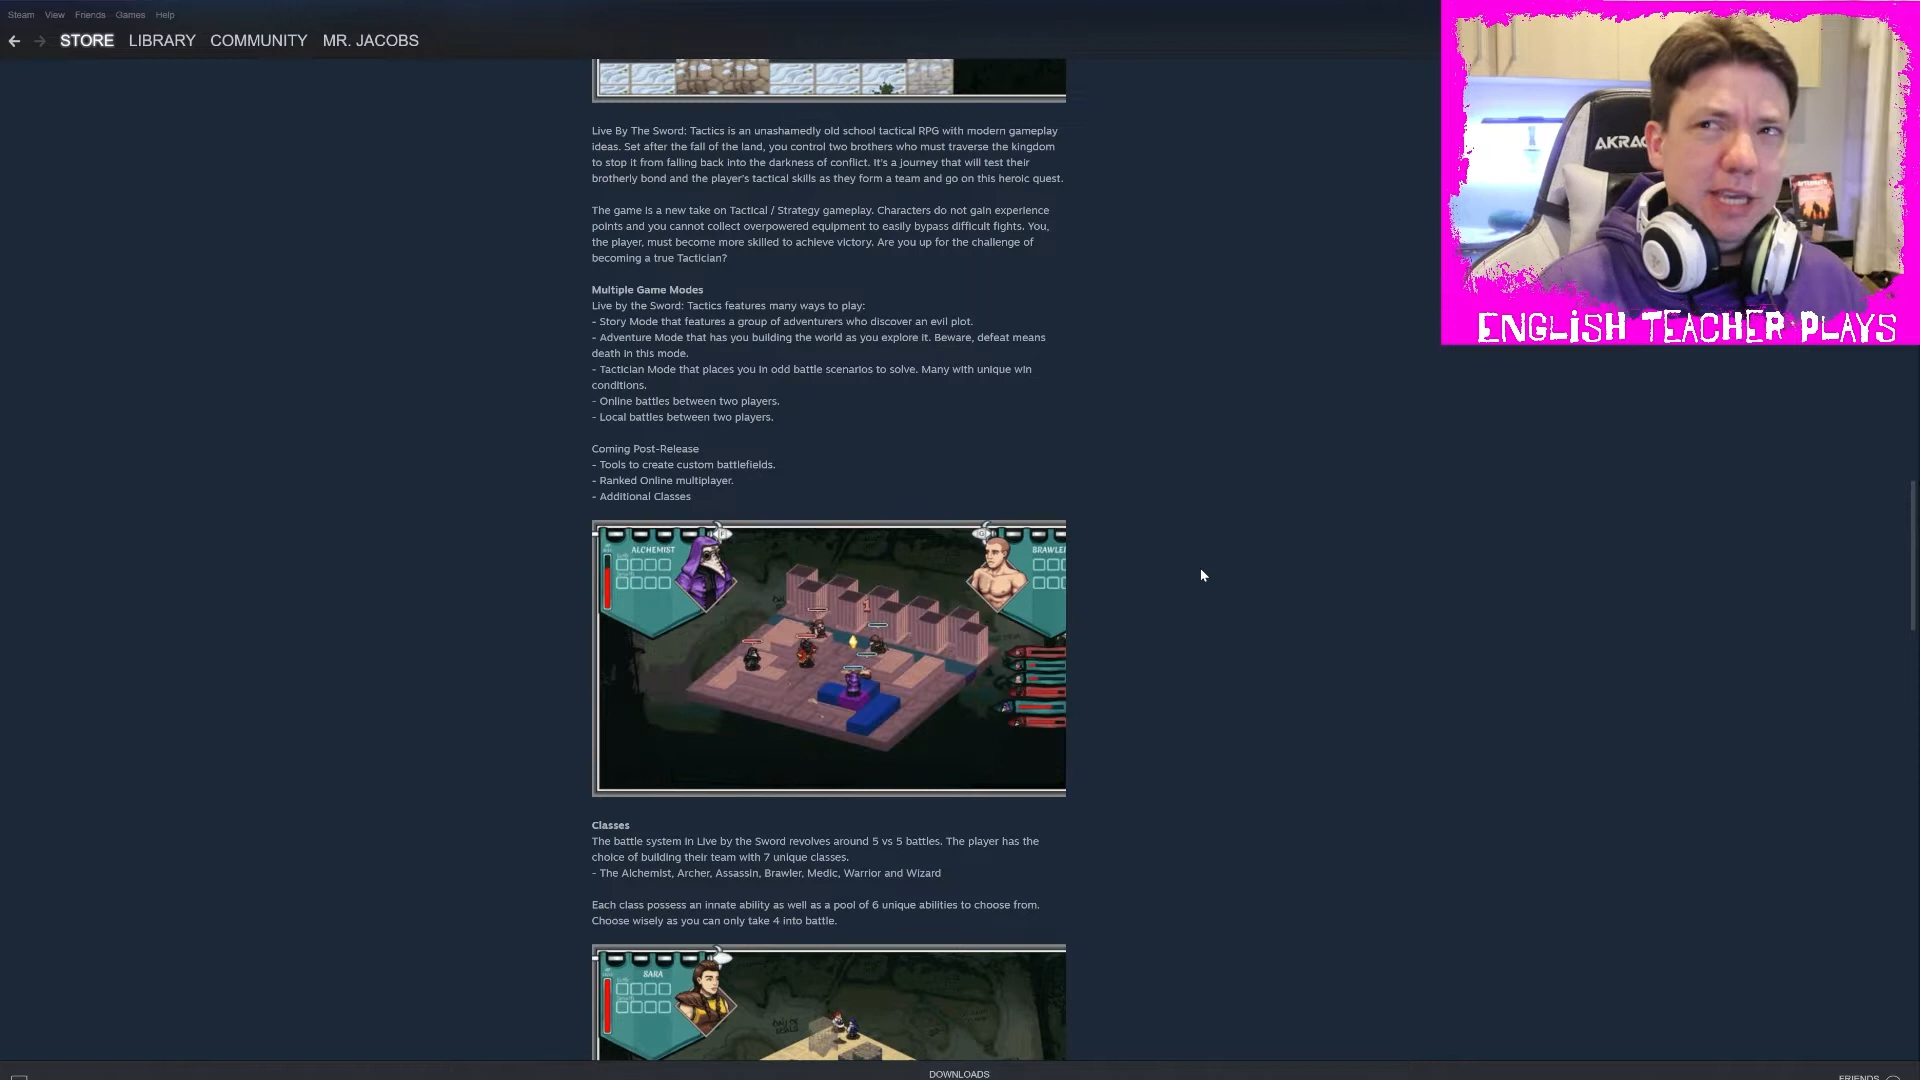 Steam View Friends Games Help
STORE LIBRARY COMMUNITY MR. JACOBS
AKRAC
ENGLISH TEACHER PLAYS
Live By The Sword: Tactics is an unashamedly old school tactical RPG with modern gameplay
ideas. Set after the fall of the land, you control two brothers who must traverse the kingdom
to stop it from falling back into the darkness of conflict. It's a journey that will test their
brotherly bond and the player's tactical skills as they form a team and go on this heroic quest.
The game is a new take on Tactical / Strategy gameplay. Characters do not gain experience
points and you cannot collect overpowered equipment to easily bypass difficult fights. You,
the player, must become more skilled to achieve victory. Are you up for the challenge of
becoming a true Tactician?
Multiple Game Modes
Live by the Sword: Tactics features many ways to play:
- Story Mode that features a group of adventurers who discover an evil plot.
- Adventure Mode that has you building the world as you explore it. Beware, defeat means
death in this mode.
- Tactician Mode that places you in odd battle scenarios to solve. Many with unique win
conditions.
- Online battles between two players.
- Local battles between two players.
Coming Post-Release
- Tools to create custom battlefields.
- Ranked Online multiplayer.
- Additional Classes
ALCHEMIST BRAWLER
Classes
The battle system in Live by the Sword revolves around 5 vs 5 battles. The player has the
choice of building their team with 7 unique classes.
- The Alchemist, Archer, Assassin, Brawler, Medic, Warrior and Wizard
Each class possess an innate ability as well as a pool of 6 unique abilities to choose from.
Choose wisely as you can only take 4 into battle.
SARA
DOWNLOADS
FRIENDS